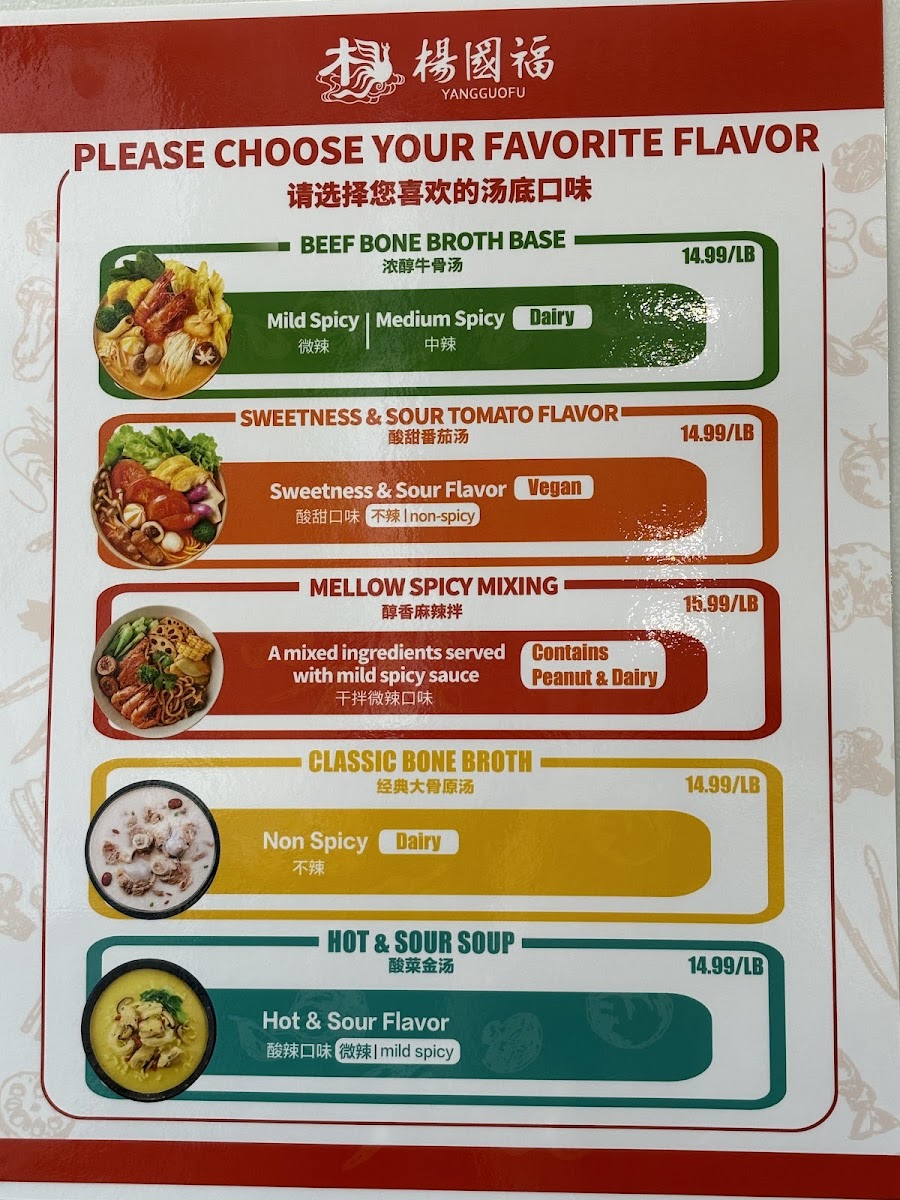 楊國福
YANGGUOFU
PLEASE CHOOSE YOUR FAVORITE FLAVOR
请选择您喜欢的汤底口味
BEEF BONE BROTH BASE
浓醇牛骨汤
14.99/LB
Mild Spicy | Medium Spicy Dairy
微辣 中辣
SWEETNESS & SOUR TOMATO FLAVOR
酸甜番茄汤
14.99/LB
Sweetness & Sour Flavor Vegan
酸甜口味 不辣 | non-spicy
MELLOW SPICY MIXING
醇香麻辣拌
15.99/LB
A mixed ingredients served
with mild spicy sauce
干拌微辣口味
Contains
Peanut & Dairy
CLASSIC BONE BROTH
经典大骨原汤
14.99/LB
Non Spicy Dairy
不辣
HOT & SOUR SOUP
酸菜金汤
14.99/LB
Hot & Sour Flavor
酸辣口味 微辣 | mild spicy